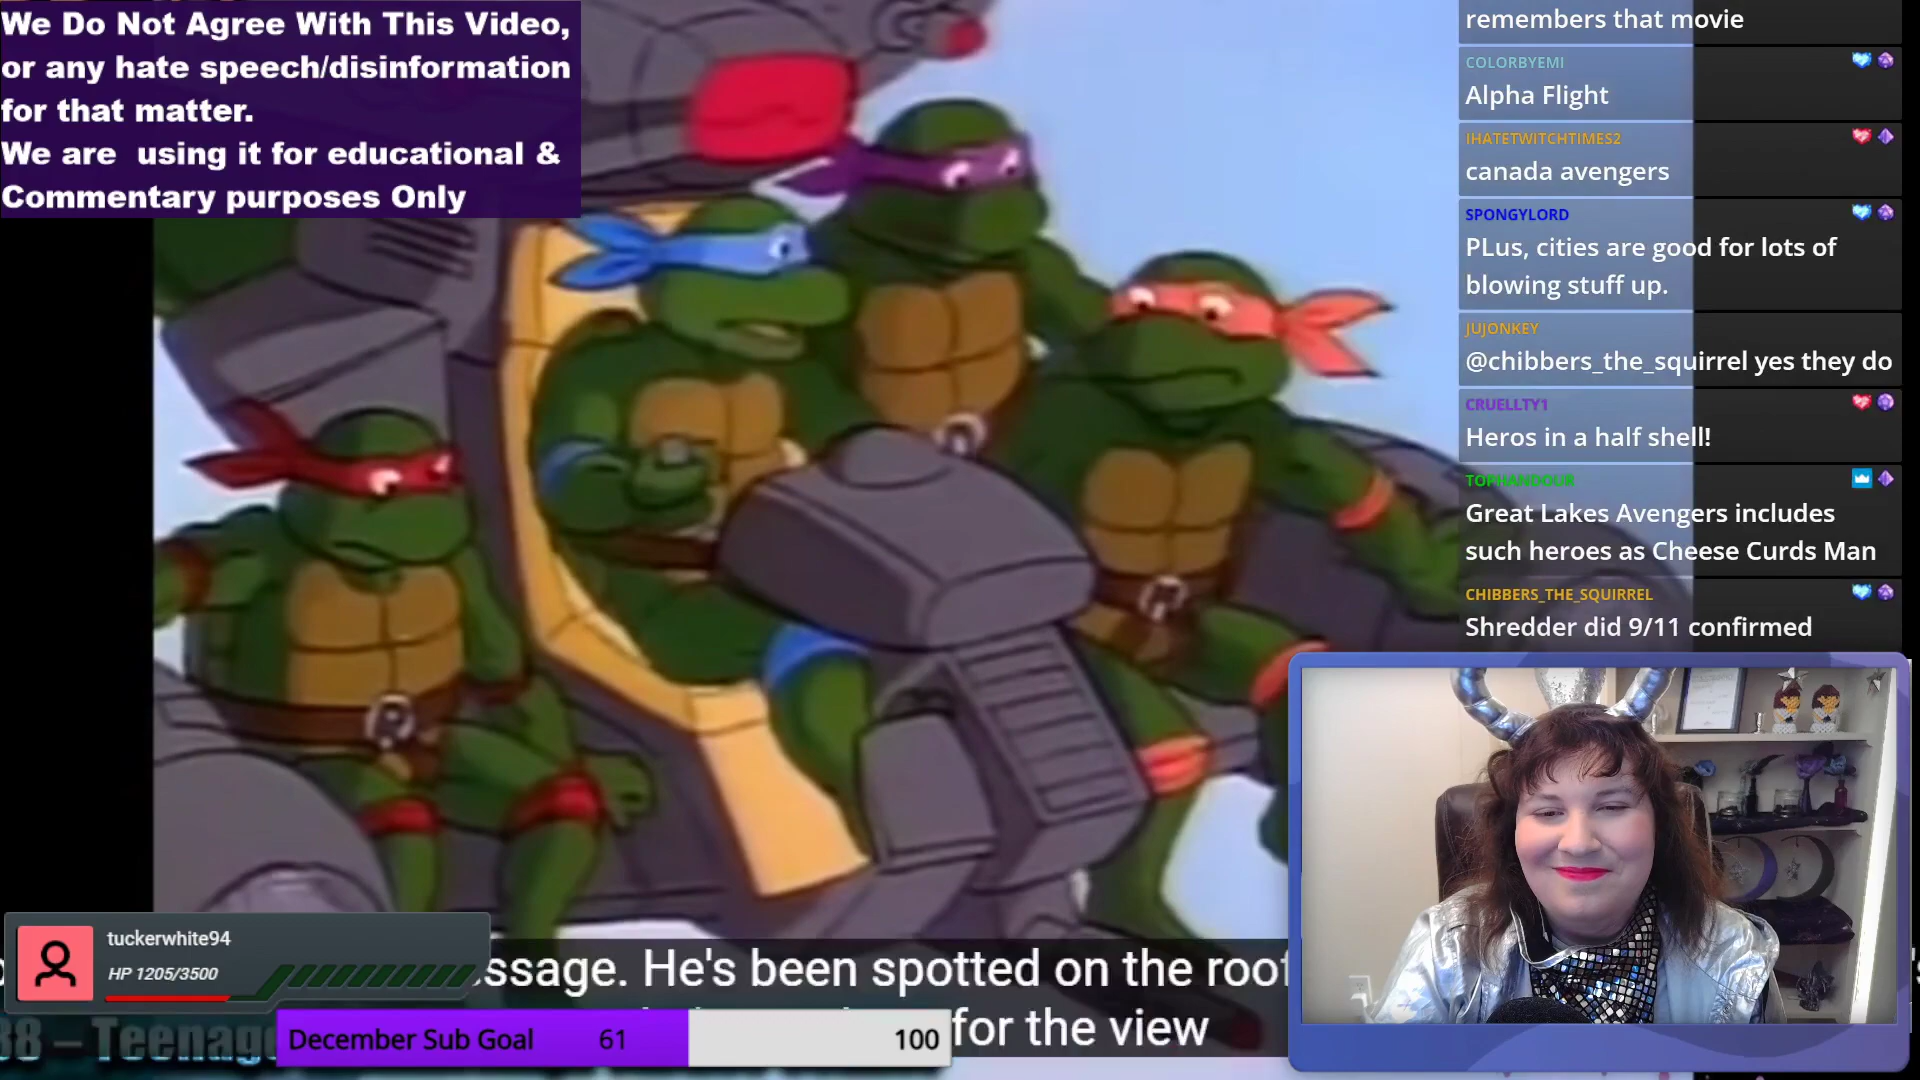 We Do Not Agree With This Video,
or any hate speech/disinformation
for that matter.
We are using it for educational &
Commentary purposes Only
remembers that movie
COLORBYEMI
Alpha Flight
IHATETWITCHTIMES2
canada avengers
SPONGYLORD
PLus, cities are good for lots of
blowing stuff up.
JUJONKEY
@chibbers_the_squirrel yes they do
CRUELLTY1
Heros in a half shell!
TOPHANDOUR
Great Lakes Avengers includes
such heroes as Cheese Curds Man
CHIBBERS_THE_SQUIRREL
Shredder did 9/11 confirmed
tuckerwhite94
HP 1205/3500
ssage. He's been spotted on the roof
for the view
88 – Teenag
December Sub Goal 61 100